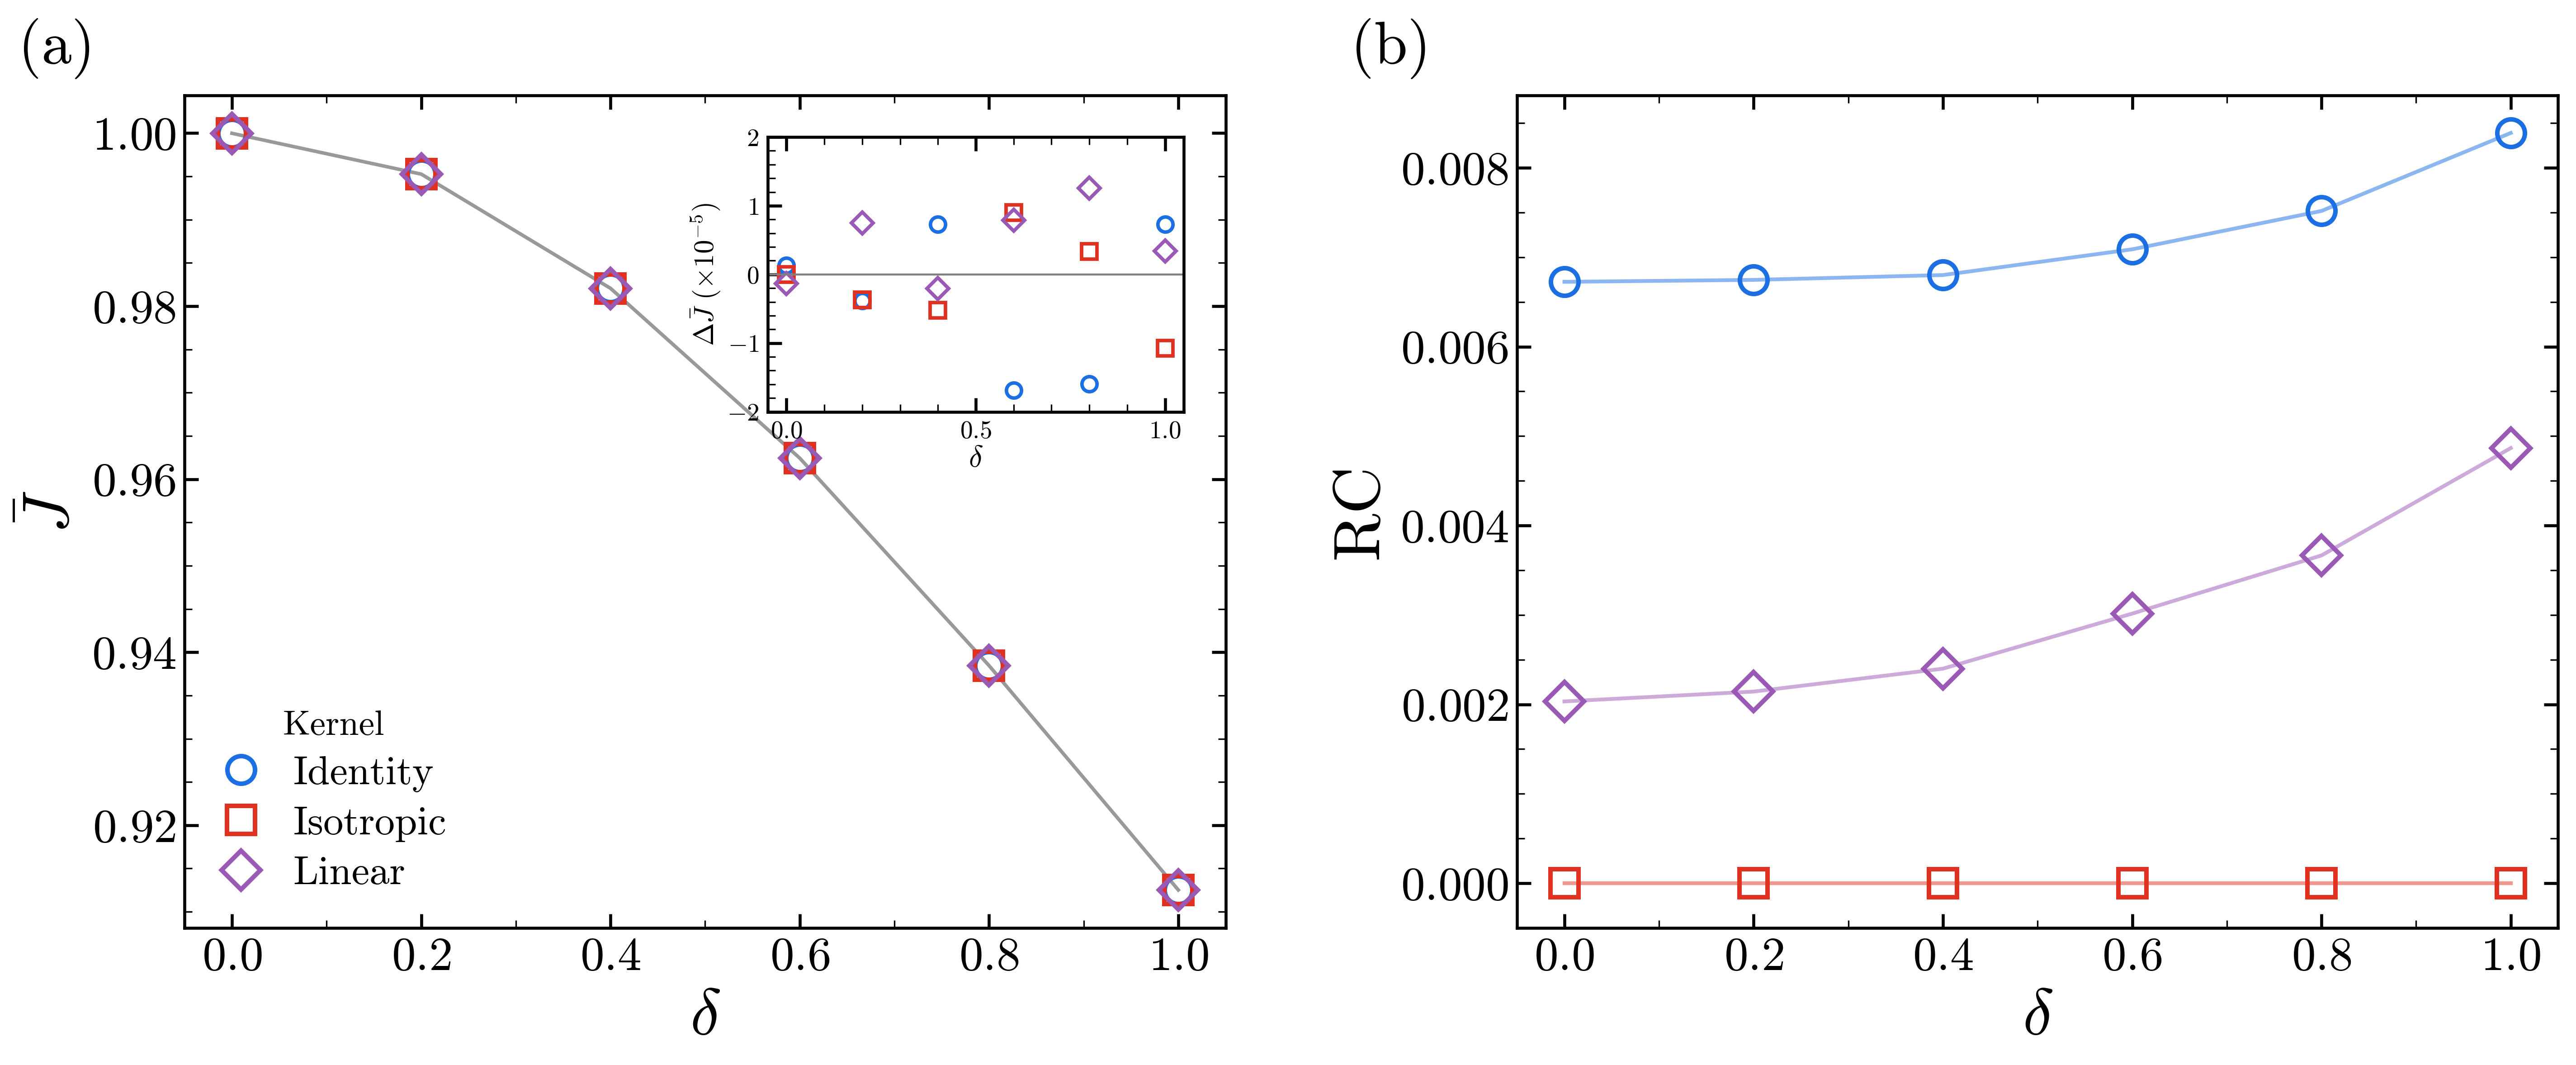 (a)
1.00
0.98
0.96
0.94
0.92
J̄
0.0 0.2 0.4 0.6 0.8 1.0
δ
Kernel
Identity
Isotropic
Linear
2
1
0
−1
−2
ΔJ̄ (×10⁻⁵)
0.0 0.5 1.0
δ
(b)
0.008
0.006
0.004
0.002
0.000
RC
0.0 0.2 0.4 0.6 0.8 1.0
δ